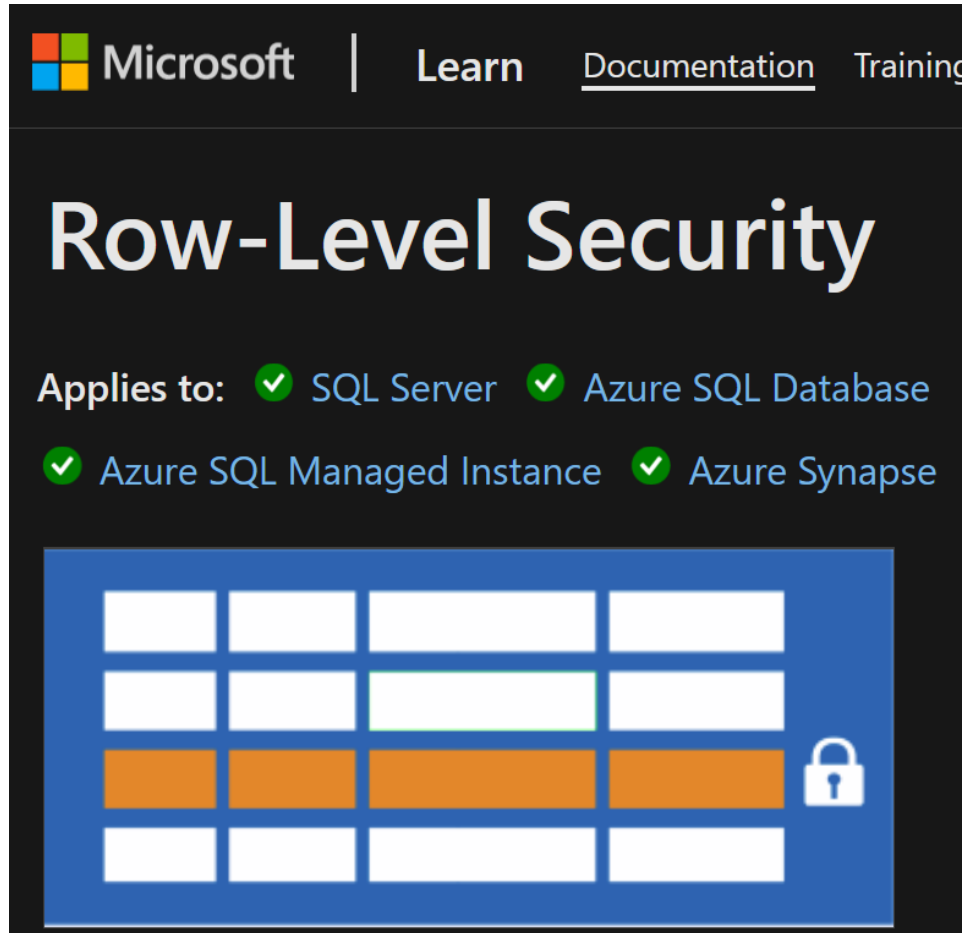 Microsoft | Learn Documentation Training
Row-Level Security
Applies to: SQL Server Azure SQL Database
Azure SQL Managed Instance Azure Synapse